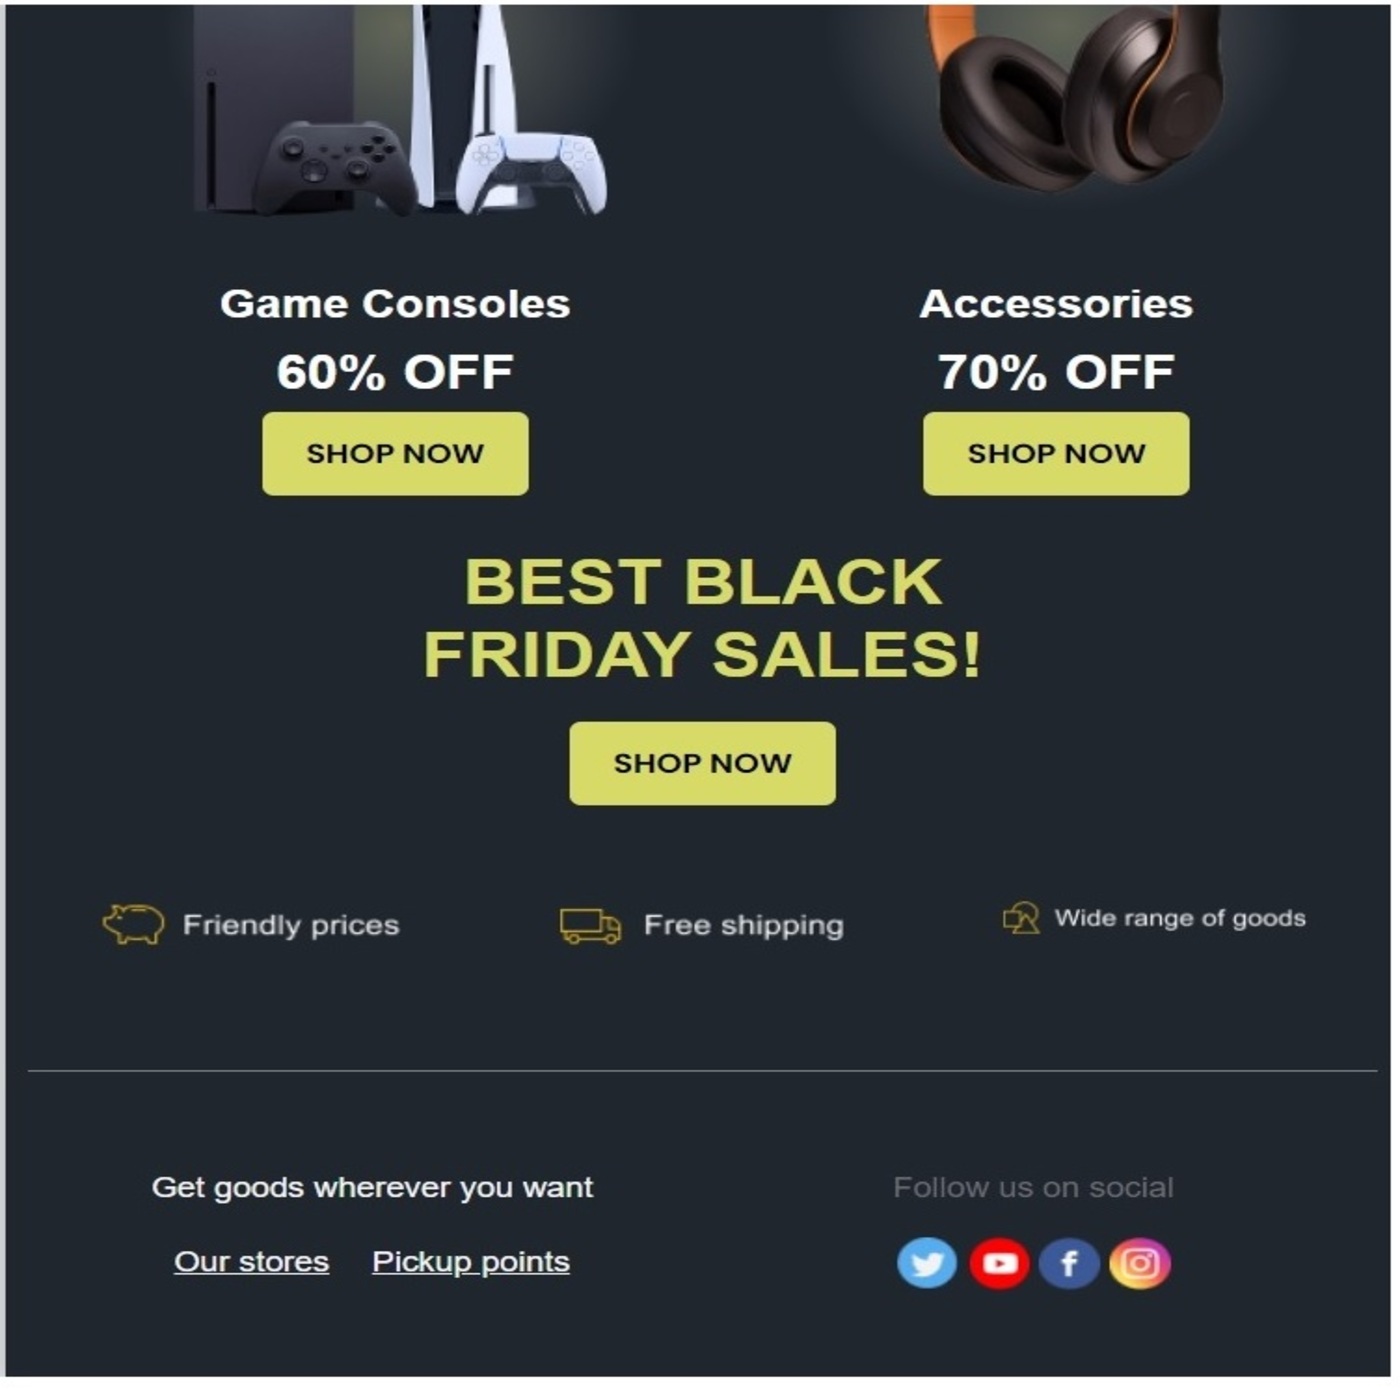 Game Consoles
60% OFF
SHOP NOW
Accessories
70% OFF
SHOP NOW
BEST BLACK
FRIDAY SALES!
SHOP NOW
Friendly prices
Free shipping
Wide range of goods
Get goods wherever you want
Our stores Pickup points
Follow us on social